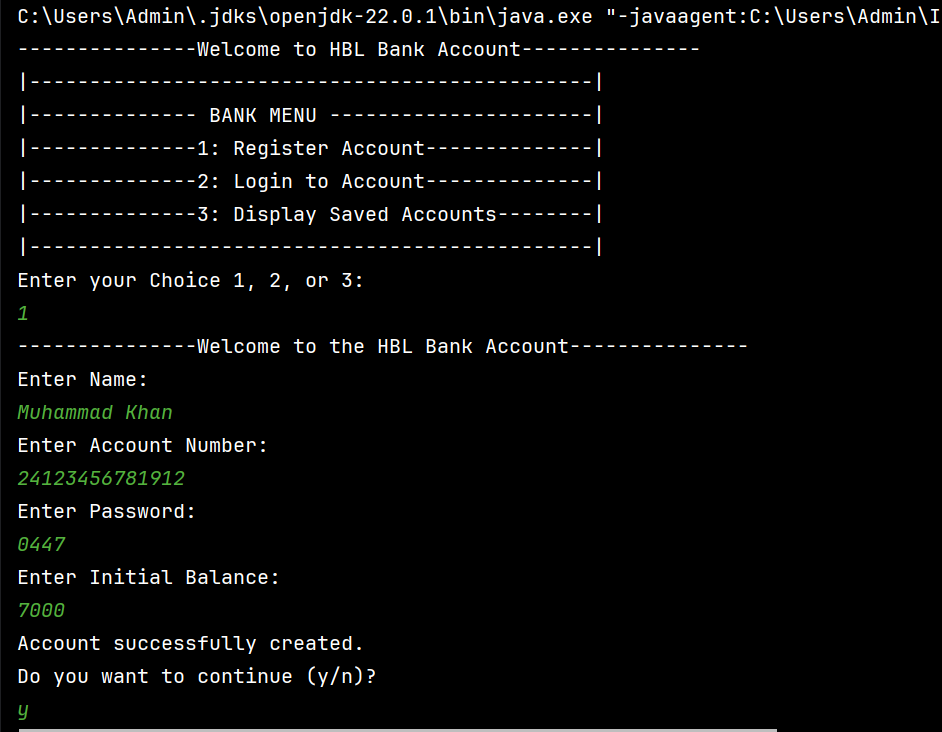 C:\Users\Admin\.jdks\openjdk-22.0.1\bin\java.exe "-javaagent:C:\Users\Admin\I
---------------Welcome to HBL Bank Account---------------
|-----------------------------------------------|
|-------------- BANK MENU ----------------------|
|--------------1: Register Account--------------|
|--------------2: Login to Account--------------|
|--------------3: Display Saved Accounts--------|
|-----------------------------------------------|
Enter your Choice 1, 2, or 3:
1
---------------Welcome to the HBL Bank Account---------------
Enter Name:
Muhammad Khan
Enter Account Number:
24123456781912
Enter Password:
0447
Enter Initial Balance:
7000
Account successfully created.
Do you want to continue (y/n)?
y